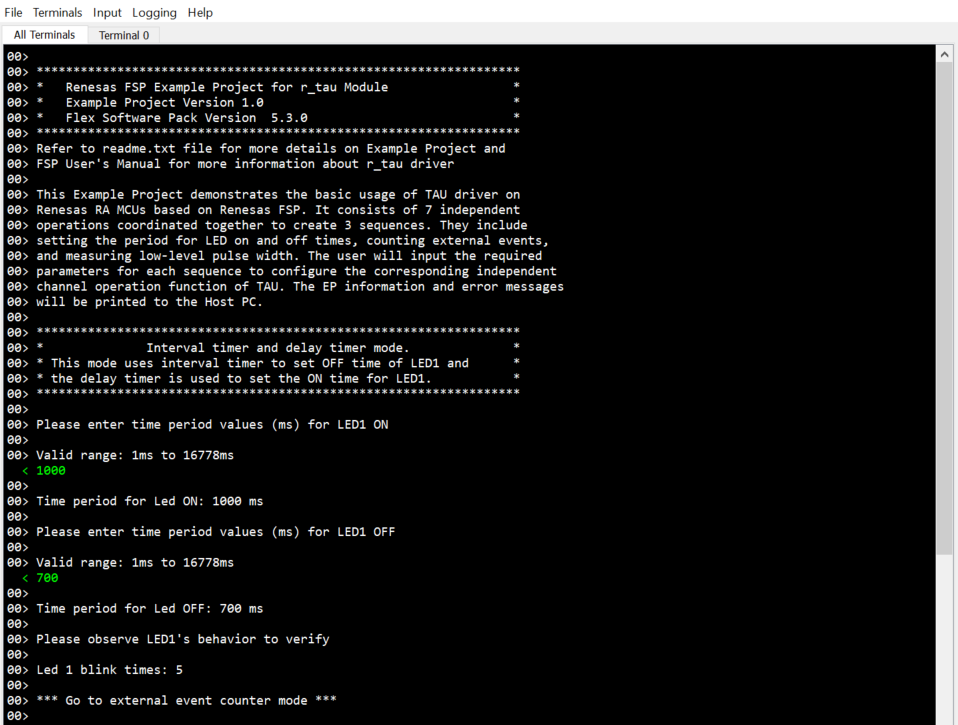 File Terminals Input Logging Help
All Terminals Terminal 0
00>
00> ******************************************************************
00> *   Renesas FSP Example Project for r_tau Module                 *
00> *   Example Project Version 1.0                                  *
00> *   Flex Software Pack Version  5.3.0                            *
00> ******************************************************************
00> Refer to readme.txt file for more details on Example Project and
00> FSP User's Manual for more information about r_tau driver
00>
00> This Example Project demonstrates the basic usage of TAU driver on
00> Renesas RA MCUs based on Renesas FSP. It consists of 7 independent
00> operations coordinated together to create 3 sequences. They include
00> setting the period for LED on and off times, counting external events,
00> and measuring low-level pulse width. The user will input the required
00> parameters for each sequence to configure the corresponding independent
00> channel operation function of TAU. The EP information and error messages
00> will be printed to the Host PC.
00>
00> ******************************************************************
00> *              Interval timer and delay timer mode.              *
00> * This mode uses interval timer to set OFF time of LED1 and      *
00> * the delay timer is used to set the ON time for LED1.           *
00> ******************************************************************
00>
00> Please enter time period values (ms) for LED1 ON
00>
00> Valid range: 1ms to 16778ms
< 1000
00>
00> Time period for Led ON: 1000 ms
00>
00> Please enter time period values (ms) for LED1 OFF
00>
00> Valid range: 1ms to 16778ms
< 700
00>
00> Time period for Led OFF: 700 ms
00>
00> Please observe LED1's behavior to verify
00>
00> Led 1 blink times: 5
00>
00> *** Go to external event counter mode ***
00>